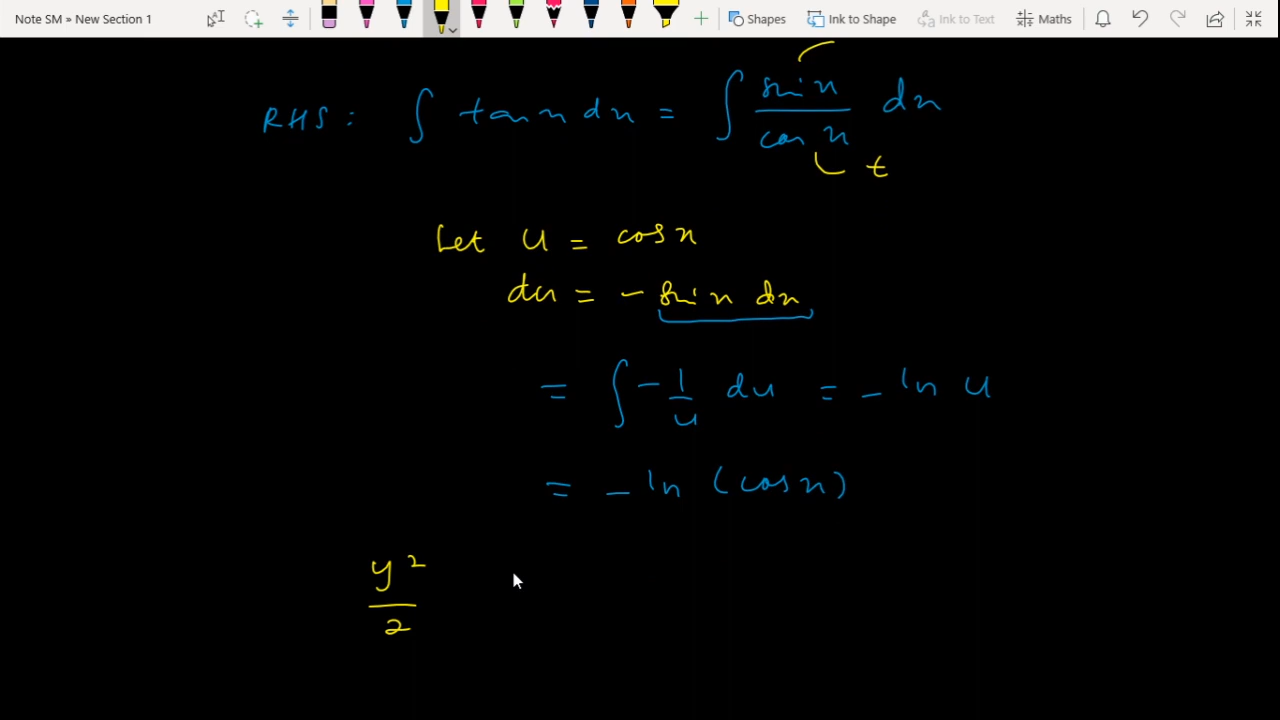 Note SM » New Section 1
Shapes Ink to Shape Ink to Text Maths
RHS : ∫ tan x dx = ∫ sin x / cos x dx
t
Let u = cos x
du = - sin x dx
= ∫ - 1/u du = - ln u
= - ln (cos x)
y² / 2